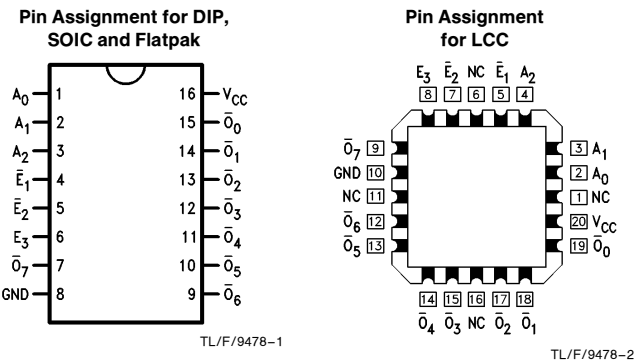 Pin Assignment for DIP,
SOIC and Flatpak
A₀ 1 16 V_CC
A₁ 2 15 Ō₀
A₂ 3 14 Ō₁
Ē₁ 4 13 Ō₂
Ē₂ 5 12 Ō₃
E₃ 6 11 Ō₄
Ō₇ 7 10 Ō₅
GND 8 9 Ō₆
TL/F/9478–1
Pin Assignment
for LCC
E₃ Ē₂ NC Ē₁ A₂
8 7 6 5 4
Ō₇ 9 3 A₁
GND 10 2 A₀
NC 11 1 NC
Ō₆ 12 20 V_CC
Ō₅ 13 19 Ō₀
14 15 16 17 18
Ō₄ Ō₃ NC Ō₂ Ō₁
TL/F/9478–2